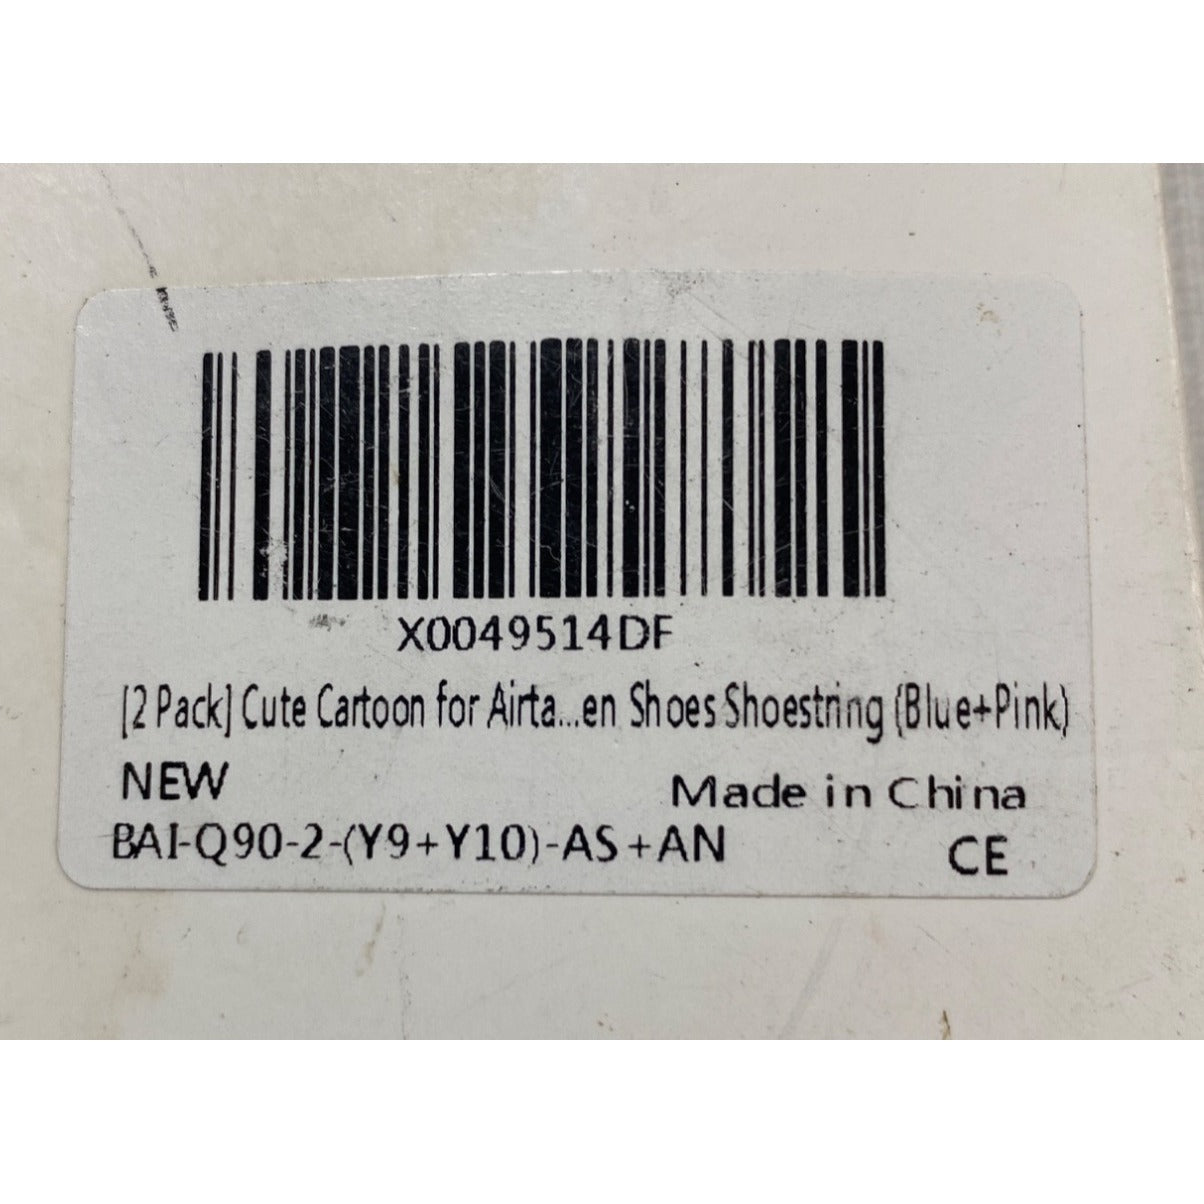 X0049514DF
[2 Pack] Cute Cartoon for Airta...en Shoes Shoestring (Blue+Pink)
NEW
Made in China
BAI-Q90-2-(Y9+Y10)-AS+AN
CE